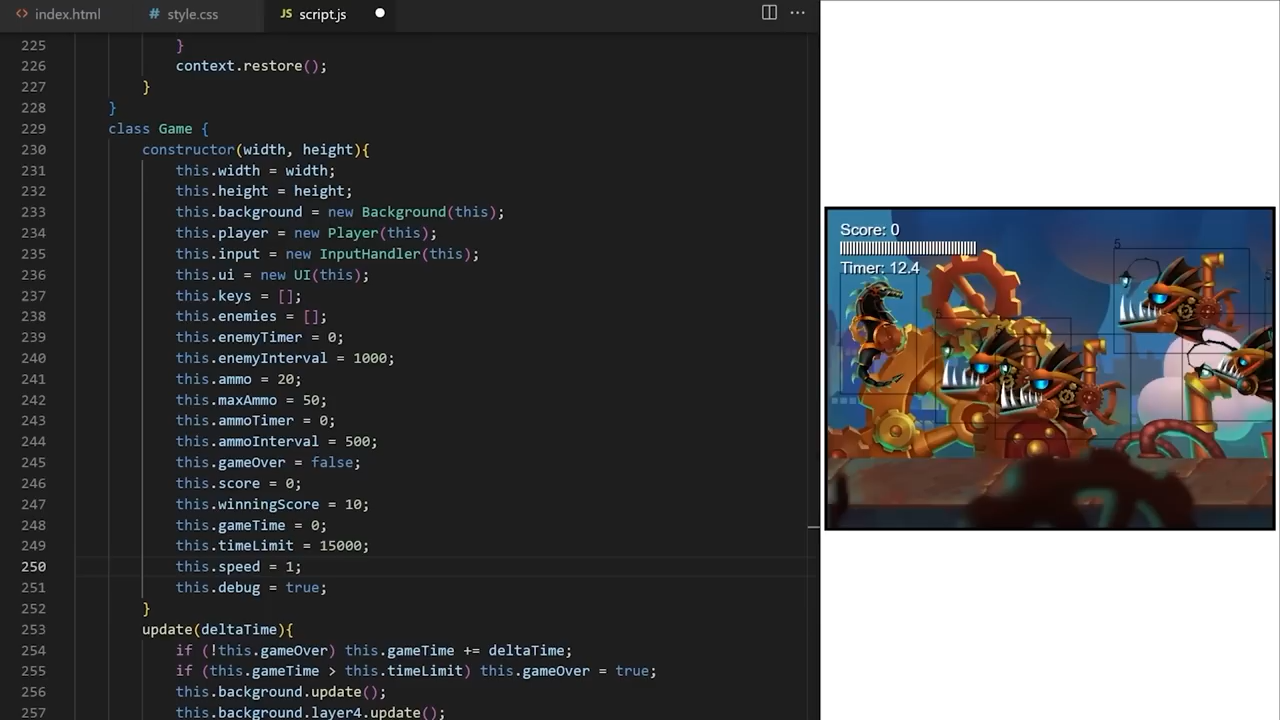 index.html
style.css
JS script.js
225 }
226 context.restore();
227 }
228 }
229 class Game {
230 constructor(width, height){
231 this.width = width;
232 this.height = height;
233 this.background = new Background(this);
234 this.player = new Player(this);
235 this.input = new InputHandler(this);
236 this.ui = new UI(this);
237 this.keys = [];
238 this.enemies = [];
239 this.enemyTimer = 0;
240 this.enemyInterval = 1000;
241 this.ammo = 20;
242 this.maxAmmo = 50;
243 this.ammoTimer = 0;
244 this.ammoInterval = 500;
245 this.gameOver = false;
246 this.score = 0;
247 this.winningScore = 10;
248 this.gameTime = 0;
249 this.timeLimit = 15000;
250 this.speed = 1;
251 this.debug = true;
252 }
253 update(deltaTime){
254 if (!this.gameOver) this.gameTime += deltaTime;
255 if (this.gameTime > this.timeLimit) this.gameOver = true;
256 this.background.update();
257 this.background.layer4.update();
Score: 0
Timer: 12.4
5